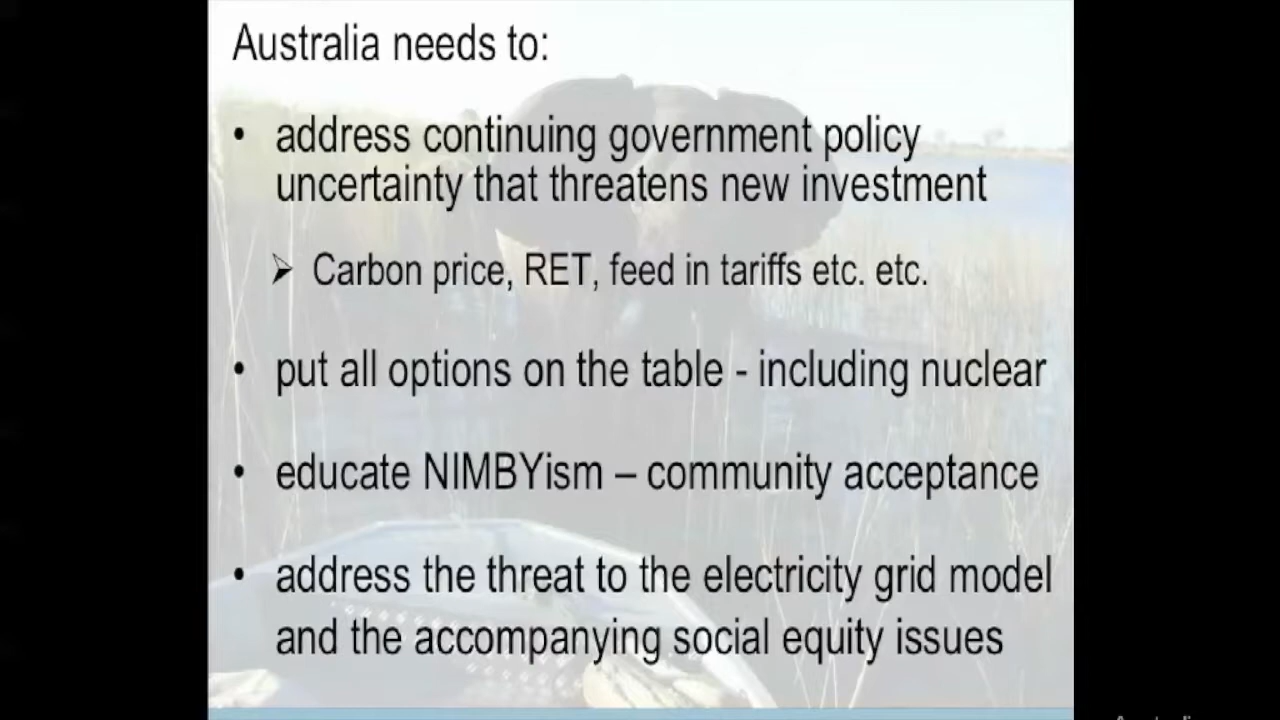 Australia needs to:
• address continuing government policy
uncertainty that threatens new investment
➢ Carbon price, RET, feed in tariffs etc. etc.
• put all options on the table - including nuclear
• educate NIMBYism – community acceptance
• address the threat to the electricity grid model
and the accompanying social equity issues